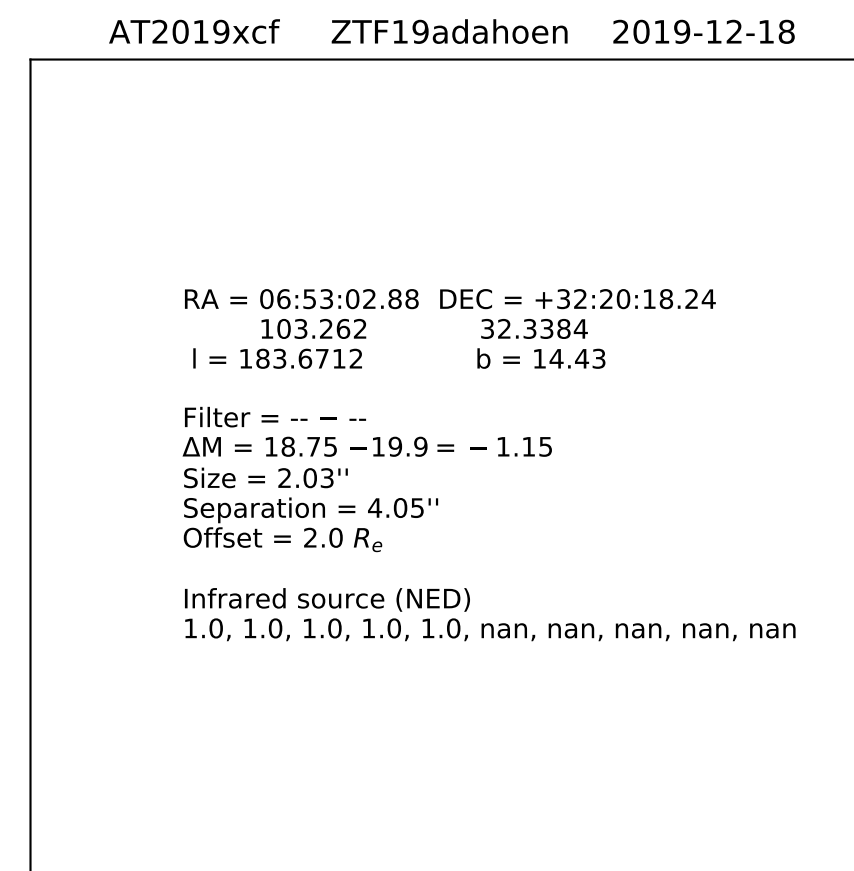 AT2019xcf ZTF19adahoen 2019-12-18
RA = 06:53:02.88 DEC = +32:20:18.24
103.262 32.3384
l = 183.6712 b = 14.43
Filter = -- − --
ΔM = 18.75 −19.9 = − 1.15
Size = 2.03''
Separation = 4.05''
Offset = 2.0 Rₑ
Infrared source (NED)
1.0, 1.0, 1.0, 1.0, 1.0, nan, nan, nan, nan, nan